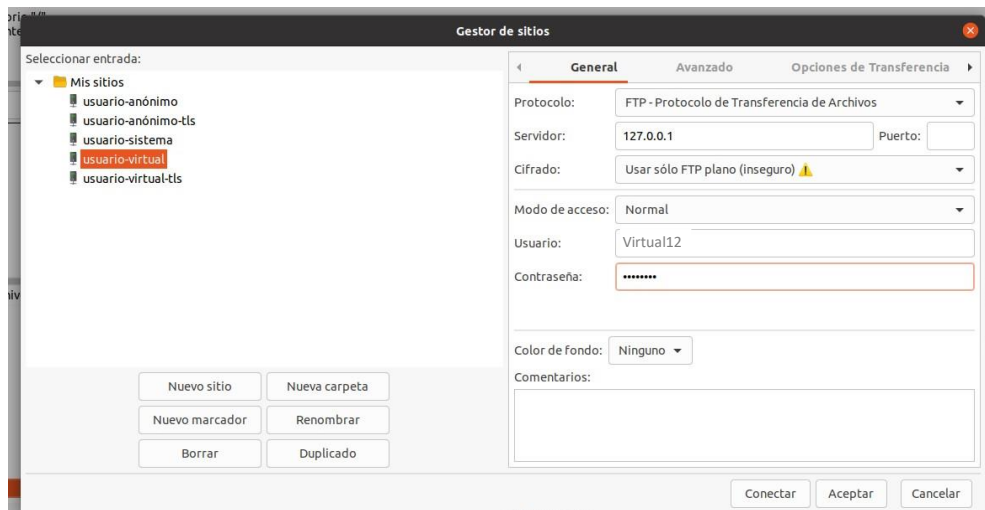 Gestor de sitios
Seleccionar entrada:
Mis sitios
usuario-anónimo
usuario-anónimo-tls
usuario-sistema
usuario-virtual
usuario-virtual-tls
Nuevo sitio Nueva carpeta
Nuevo marcador Renombrar
Borrar Duplicado
General Avanzado Opciones de Transferencia
Protocolo: FTP - Protocolo de Transferencia de Archivos
Servidor: 127.0.0.1 Puerto:
Cifrado: Usar sólo FTP plano (inseguro)
Modo de acceso: Normal
Usuario: Virtual12
Contraseña: ••••••••
Color de fondo: Ninguno
Comentarios:
Conectar Aceptar Cancelar